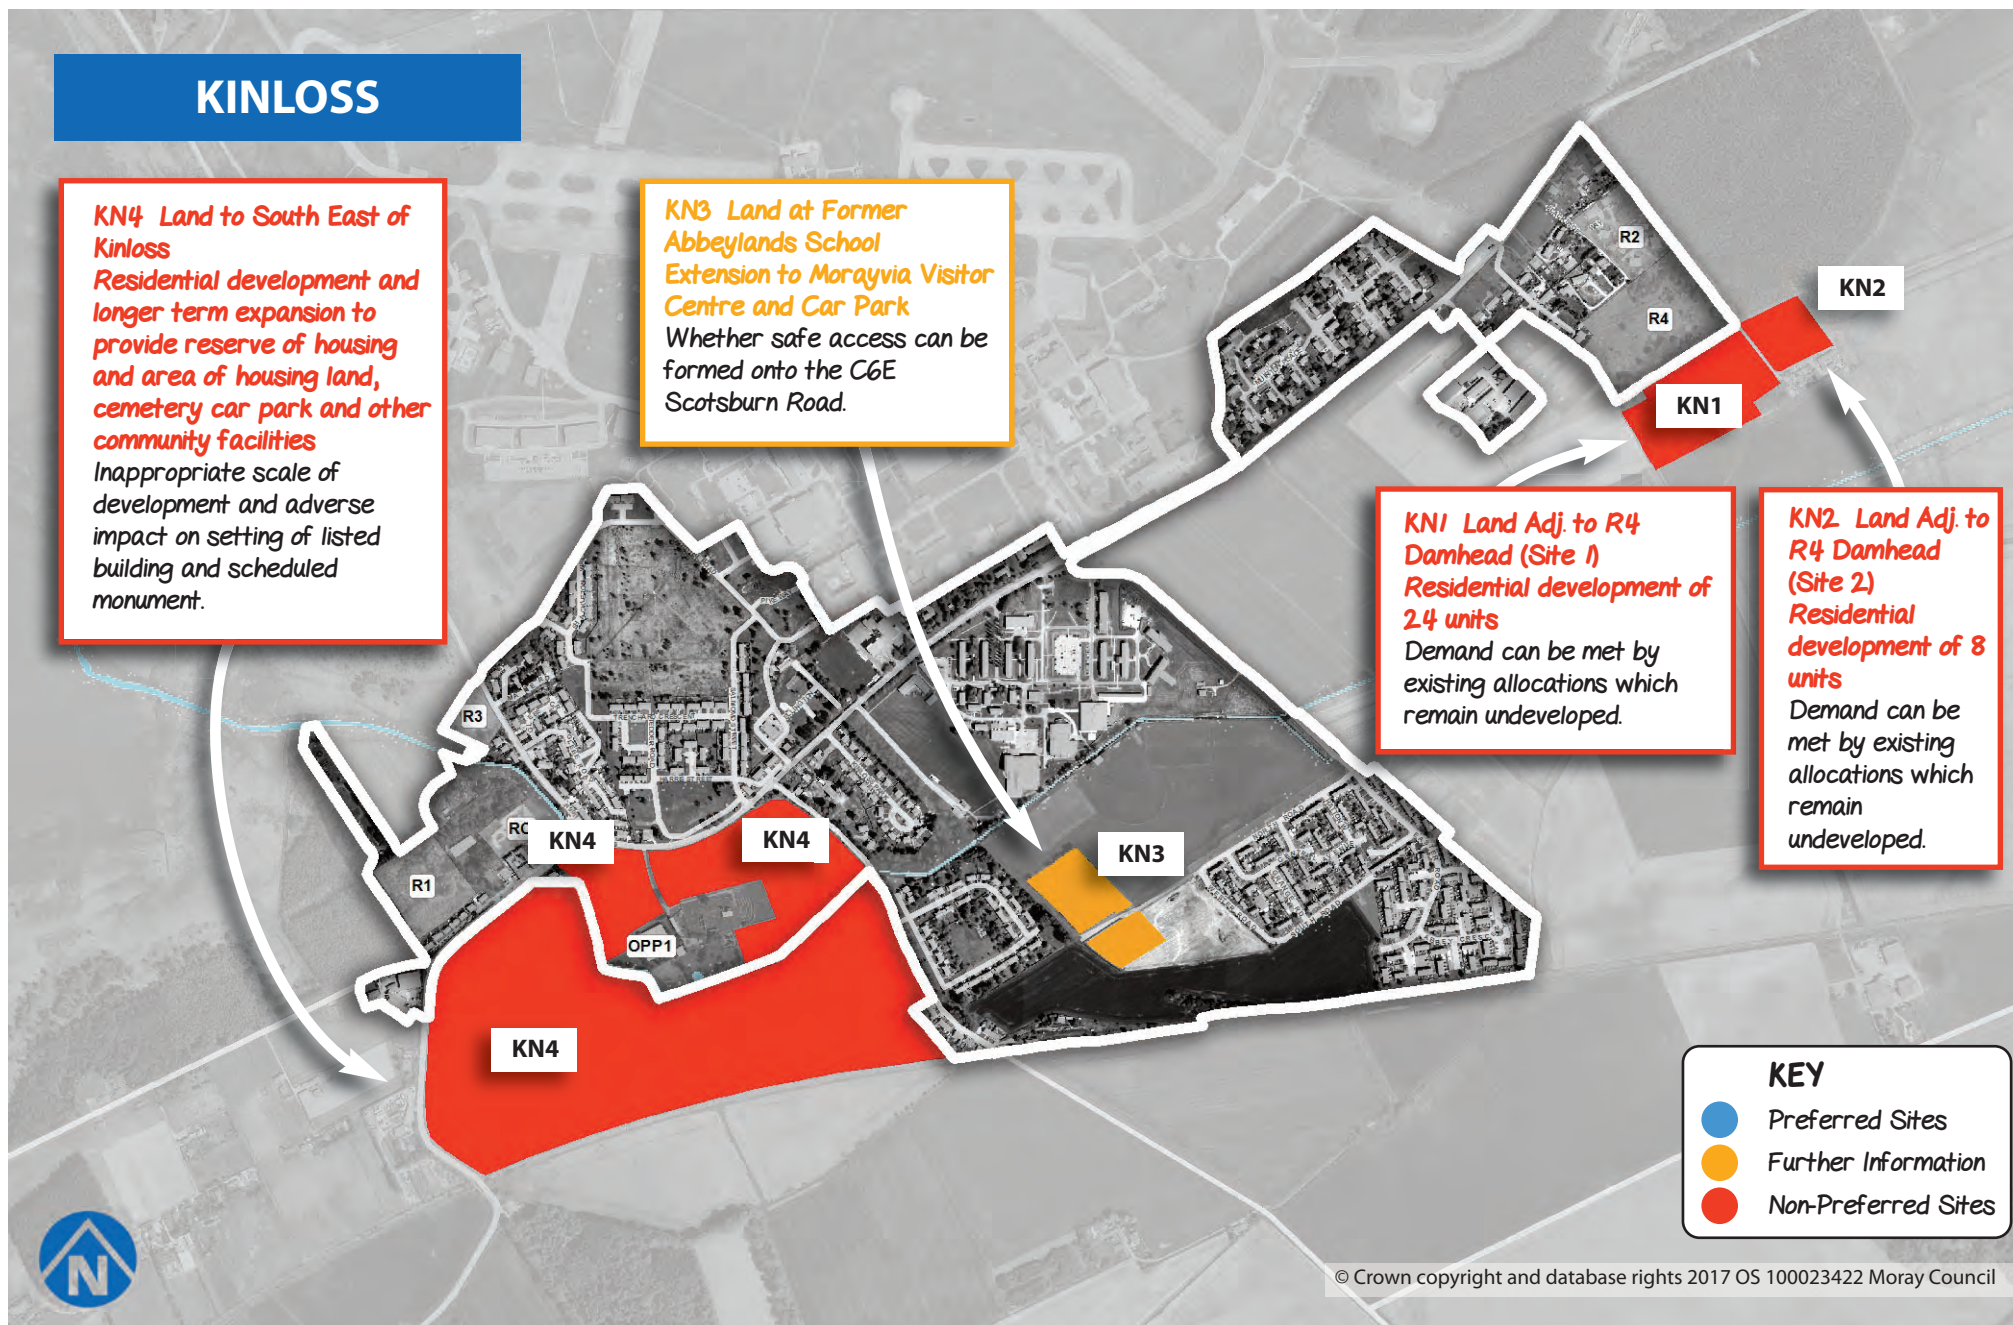 KINLOSS
KN4 Land to South East of
Kinloss
Residential development and
longer term expansion to
provide reserve of housing
and area of housing land,
cemetery car park and other
community facilities
Inappropriate scale of
development and adverse
impact on setting of listed
building and scheduled
monument.
KN3 Land at Former
Abbeylands School
Extension to Morayvia Visitor
Centre and Car Park
Whether safe access can be
formed onto the C6E
Scotsburn Road.
R2
R4
KN2
KN1
KN1 Land Adj. to R4
Damhead (Site 1)
Residential development of
24 units
Demand can be met by
existing allocations which
remain undeveloped.
KN2 Land Adj. to
R4 Damhead
(Site 2)
Residential
development of 8
units
Demand can be
met by existing
allocations which
remain
undeveloped.
R3
TRENCHARD CRESCENT
HARRIS STREET
KN4
KN4
KN3
R1
OPP1
KN4
KEY
Preferred Sites
Further Information
Non-Preferred Sites
N
© Crown copyright and database rights 2017 OS 100023422 Moray Council